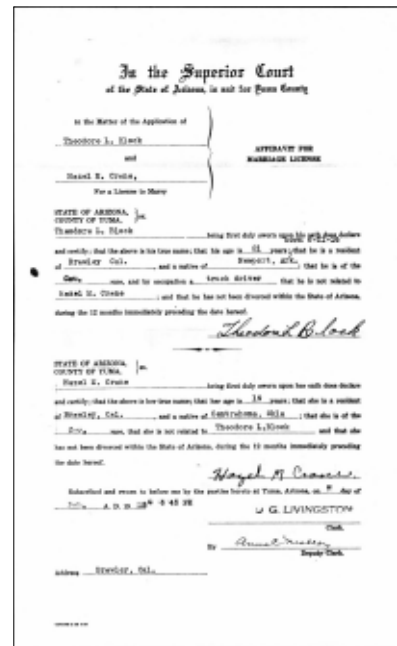 In the Superior Court
of the State of Arizona, in and for Yuma County
in the Matter of the Application of
Theodore L. Block
and
Hazel M. Crone,
For a License to Marry
AFFIDAVIT FOR
MARRIAGE LICENSE
STATE OF ARIZONA,
COUNTY OF YUMA.
Theodore L. Block being first duly sworn upon his oath does declare
and certify; that the above is his true name; that his age is 21 years; that he is a resident
of Brawley Cal. and a native of Newport, Ark. that he is of the
race, and by occupation a truck driver that he is not related to
Hazel M. Crone ; and that he has not been divorced within the State of Arizona,
during the 12 months immediately preceding the date hereof.
Theodore L Block
STATE OF ARIZONA,
COUNTY OF YUMA.
Hazel M. Crone being first duly sworn upon her oath does declare
and certify; that the above is her true name; that her age is years; that she is a resident
of Brawley, Cal. and a native of Okla ; that she is of the
race, that she is not related to Theodore L. Block and that she
has not been divorced within the State of Arizona, during the 12 months immediately preceding
the date hereof.
Hazel M
Subscribed and sworn to before me by the parties hereto at Yuma, Arizona, on day of
A. D.
G. LIVINGSTON
Clerk.
By
Deputy Clerk.
Address Brawley, Cal.